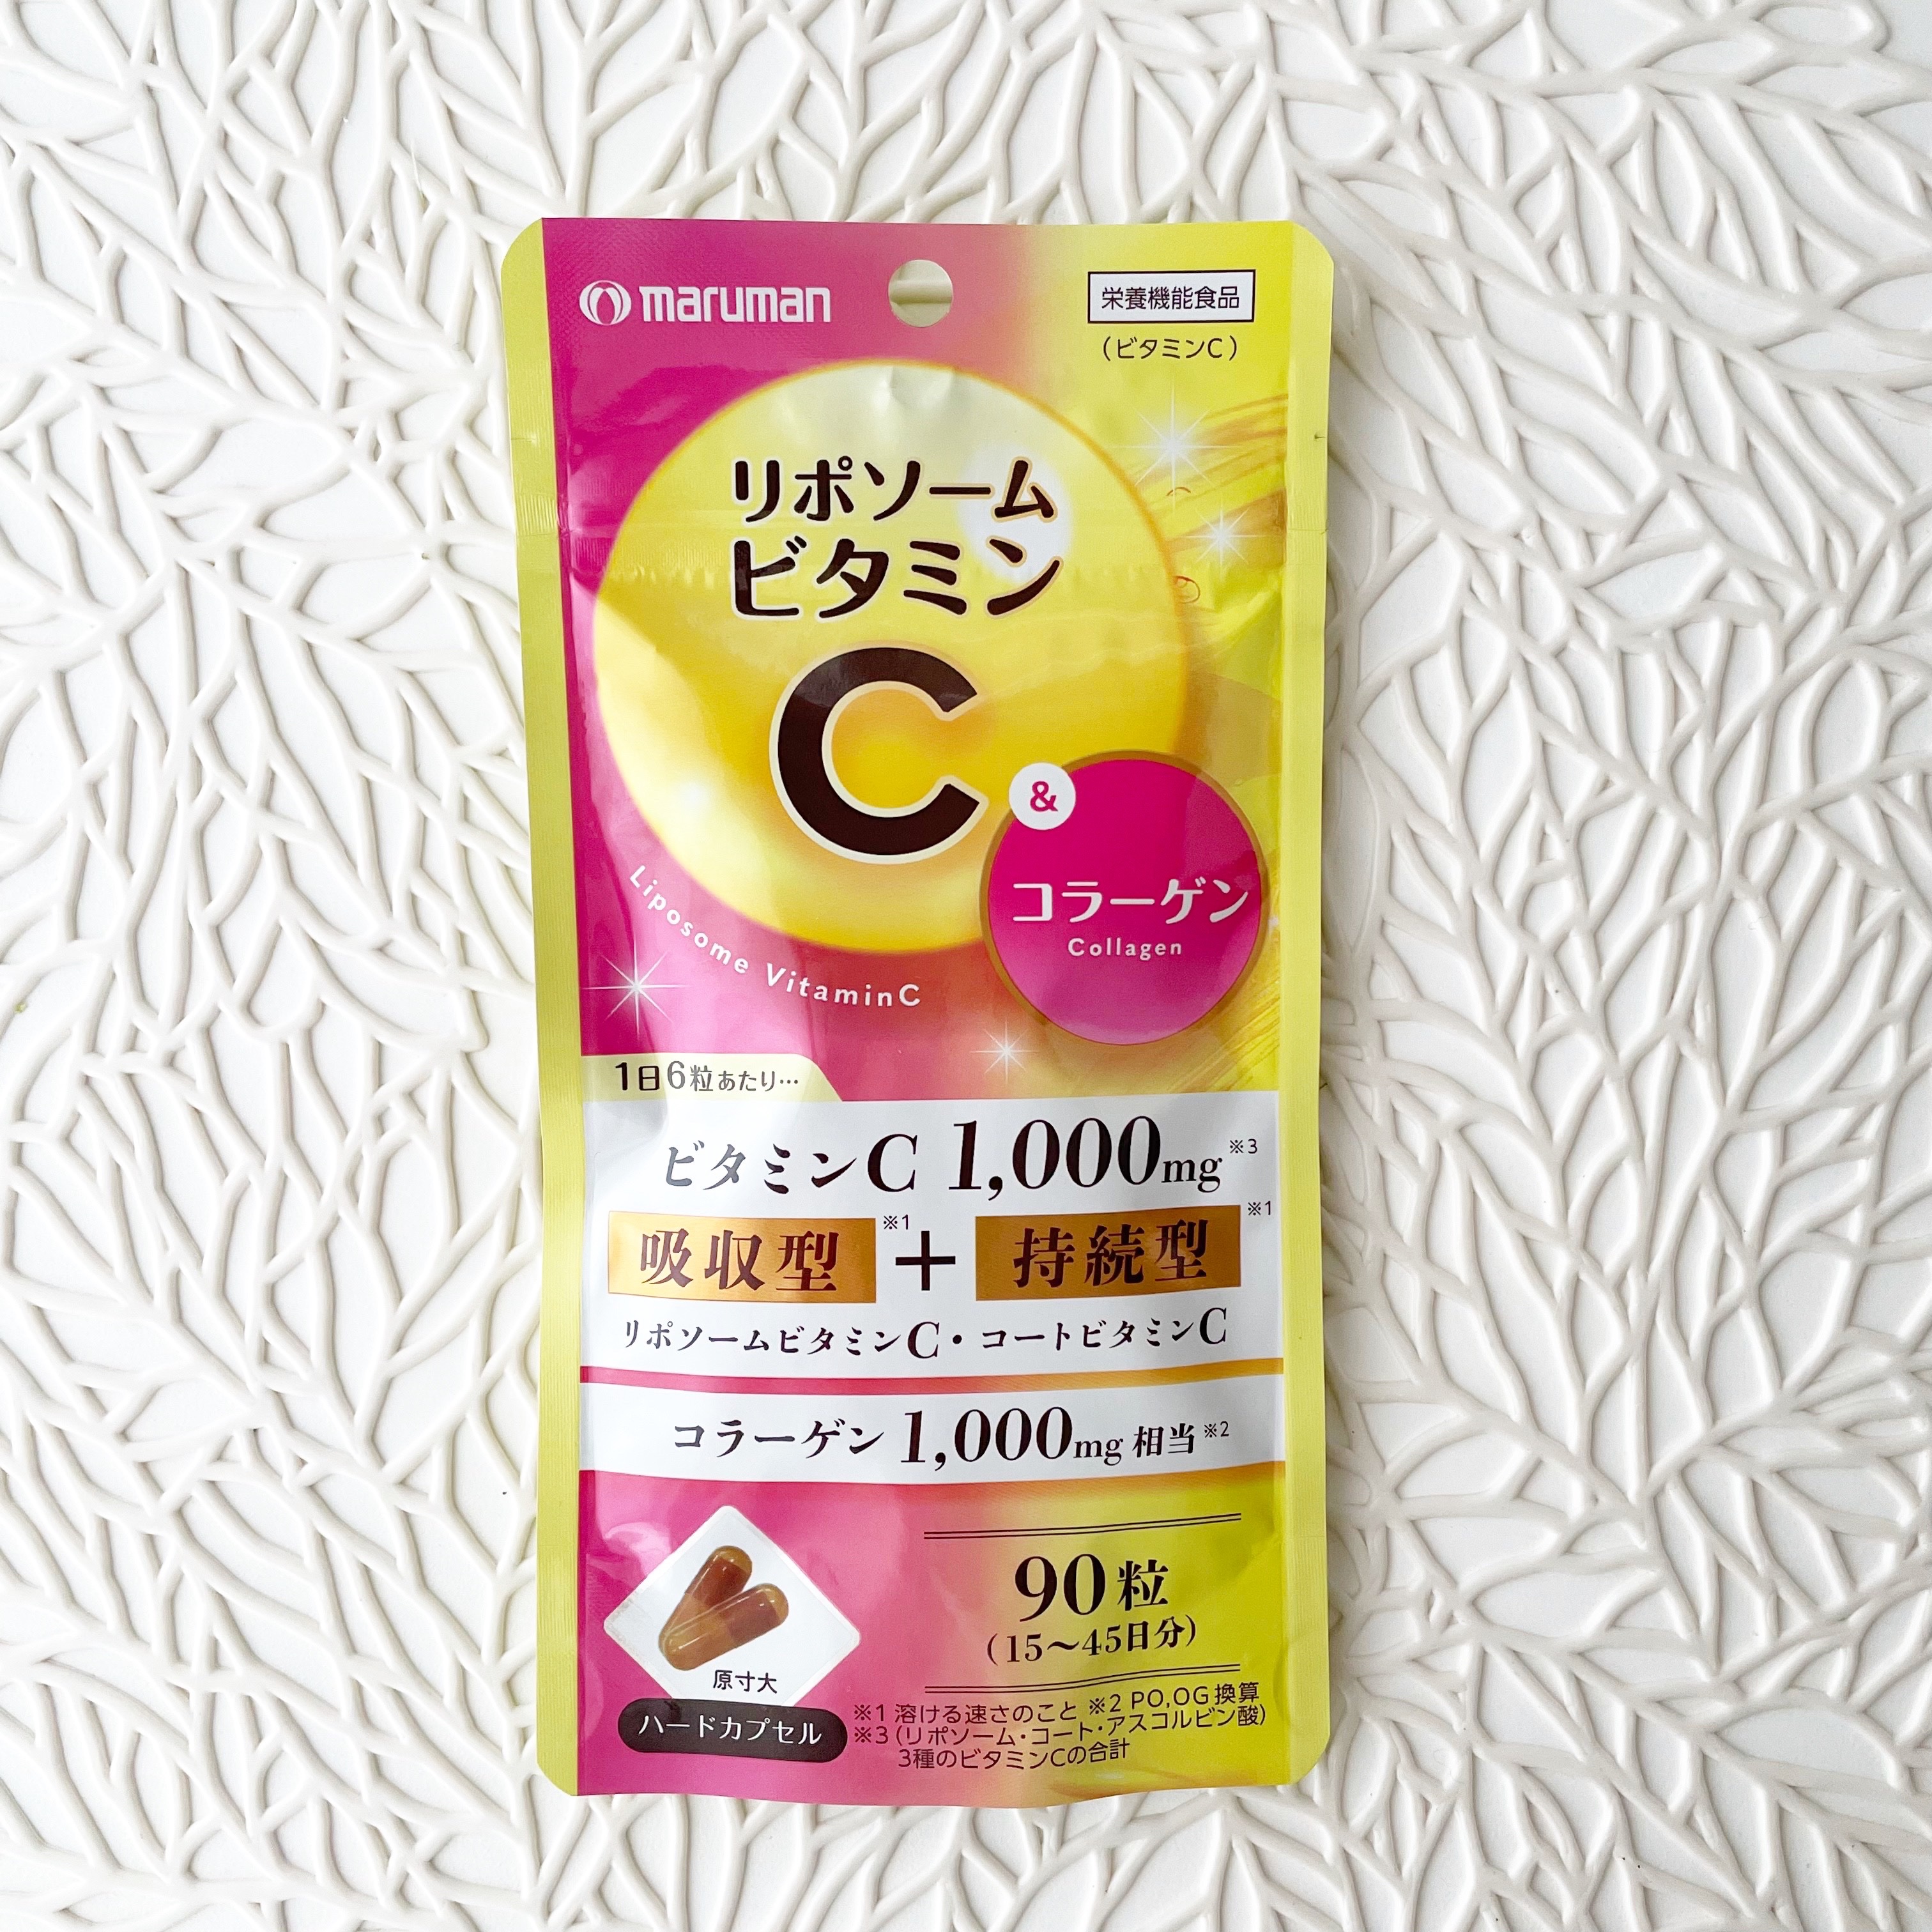 maruman
栄養機能食品
（ビタミンC）
リポソーム
ビタミン
C
&
コラーゲン
Collagen
Liposome VitaminC
1日6粒あたり…
ビタミンC 1,000mg※3
吸収型※1 + 持続型※1
リポソームビタミンC・コートビタミンC
コラーゲン 1,000mg 相当※2
90粒
（15～45日分）
原寸大
ハードカプセル
※1 溶ける速さのこと ※2 PO,OG換算
※3（リポソーム・コート・アスコルビン酸）
3種のビタミンCの合計